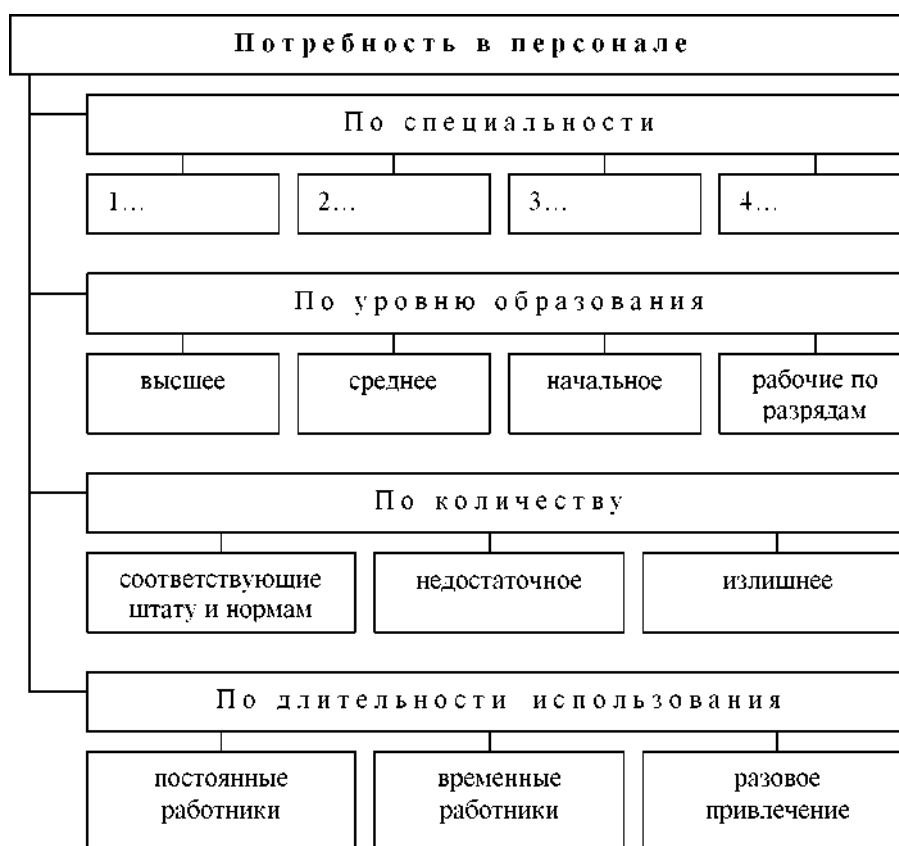 Потребность в персонале
По специальности
1...
2...
3...
4...
По уровню образования
высшее
среднее
начальное
рабочие по
разрядам
По количеству
соответствующие
штату и нормам
недостаточное
излишнее
По длительности использования
постоянные
работники
временные
работники
разовое
привлечение